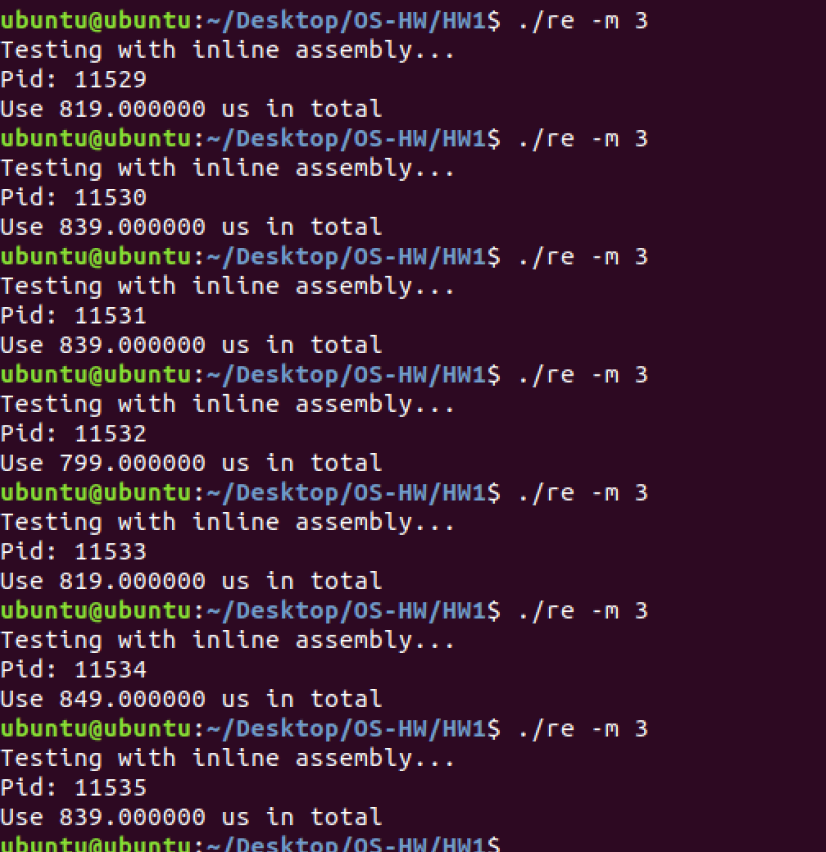 ubuntu@ubuntu:~/Desktop/OS-HW/HW1$ ./re -m 3
Testing with inline assembly...
Pid: 11529
Use 819.000000 us in total
ubuntu@ubuntu:~/Desktop/OS-HW/HW1$ ./re -m 3
Testing with inline assembly...
Pid: 11530
Use 839.000000 us in total
ubuntu@ubuntu:~/Desktop/OS-HW/HW1$ ./re -m 3
Testing with inline assembly...
Pid: 11531
Use 839.000000 us in total
ubuntu@ubuntu:~/Desktop/OS-HW/HW1$ ./re -m 3
Testing with inline assembly...
Pid: 11532
Use 799.000000 us in total
ubuntu@ubuntu:~/Desktop/OS-HW/HW1$ ./re -m 3
Testing with inline assembly...
Pid: 11533
Use 819.000000 us in total
ubuntu@ubuntu:~/Desktop/OS-HW/HW1$ ./re -m 3
Testing with inline assembly...
Pid: 11534
Use 849.000000 us in total
ubuntu@ubuntu:~/Desktop/OS-HW/HW1$ ./re -m 3
Testing with inline assembly...
Pid: 11535
Use 839.000000 us in total
ubuntu@ubuntu:~/Desktop/OS-HW/HW1$